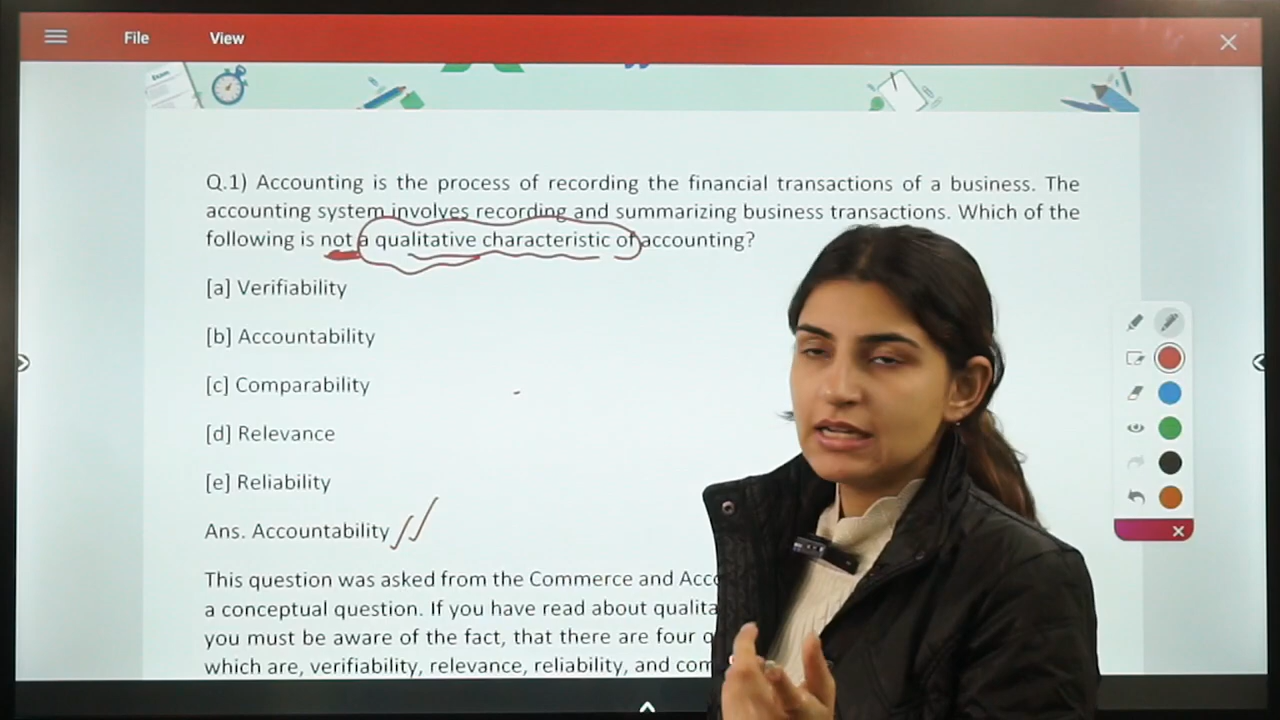 File
View
Exam
Q.1) Accounting is the process of recording the financial transactions of a business. The
accounting system involves recording and summarizing business transactions. Which of the
following is not a qualitative characteristic of accounting?
[a] Verifiability
[b] Accountability
[c] Comparability
[d] Relevance
[e] Reliability
Ans. Accountability
This question was asked from the Commerce and
a conceptual question. If you have read about
you must be aware of the fact, that there are four
which are, verifiability, relevance, reliability, and